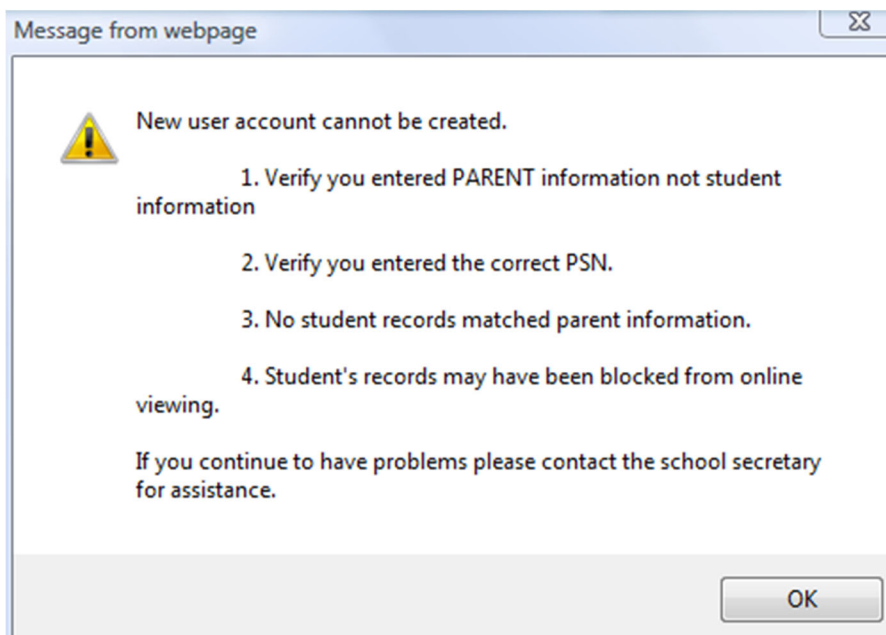 Message from webpage
New user account cannot be created.
1. Verify you entered PARENT information not student
information
2. Verify you entered the correct PSN.
3. No student records matched parent information.
4. Student's records may have been blocked from online
viewing.
If you continue to have problems please contact the school secretary
for assistance.
OK